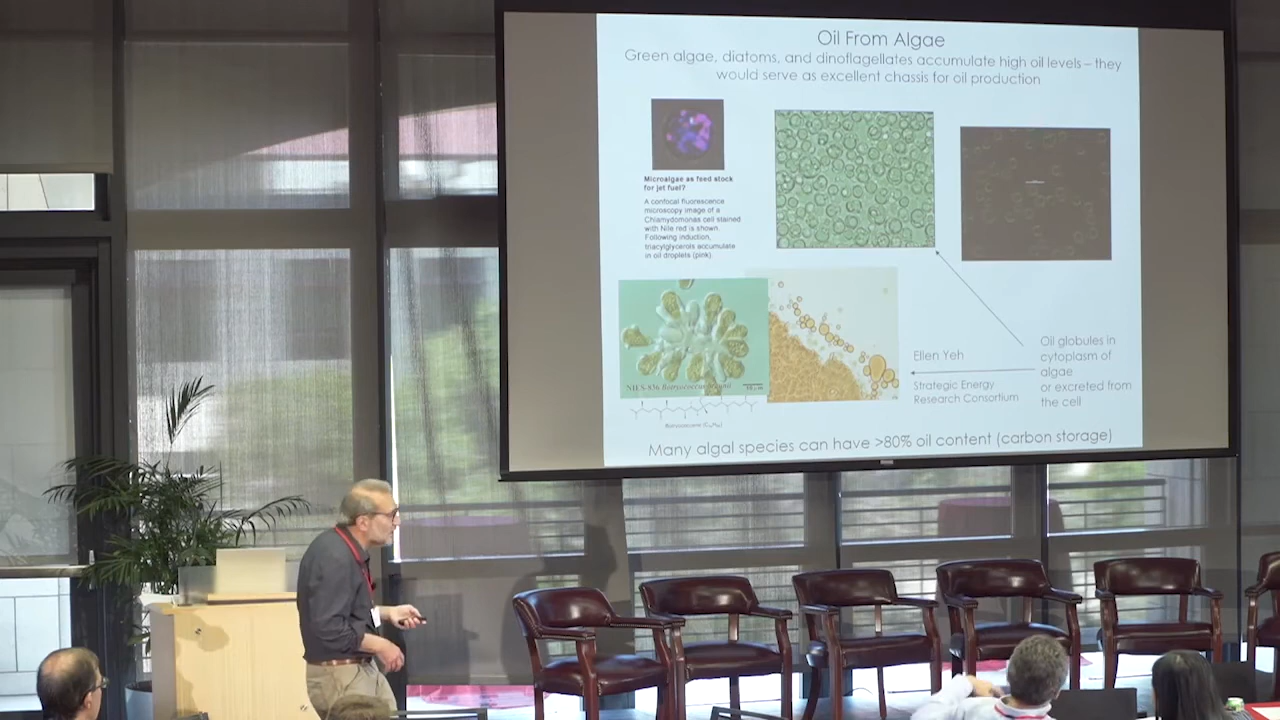 Oil From Algae
Green algae, diatoms, and dinoflagellates accumulate high oil levels – they
would serve as excellent chassis for oil production
Microalgae as feed stock
for jet fuel?
A confocal fluorescence
microscopy image of a
Chlamydomonas cell stained
with Nile red is shown.
Following induction,
triacylglycerols accumulate
in oil droplets (pink).
NIES-836 Botryococcus braunii
Ellen Yeh
Strategic Energy
Research Consortium
Oil globules in
cytoplasm of
algae
or excreted from
the cell
Many algal species can have >80% oil content (carbon storage)